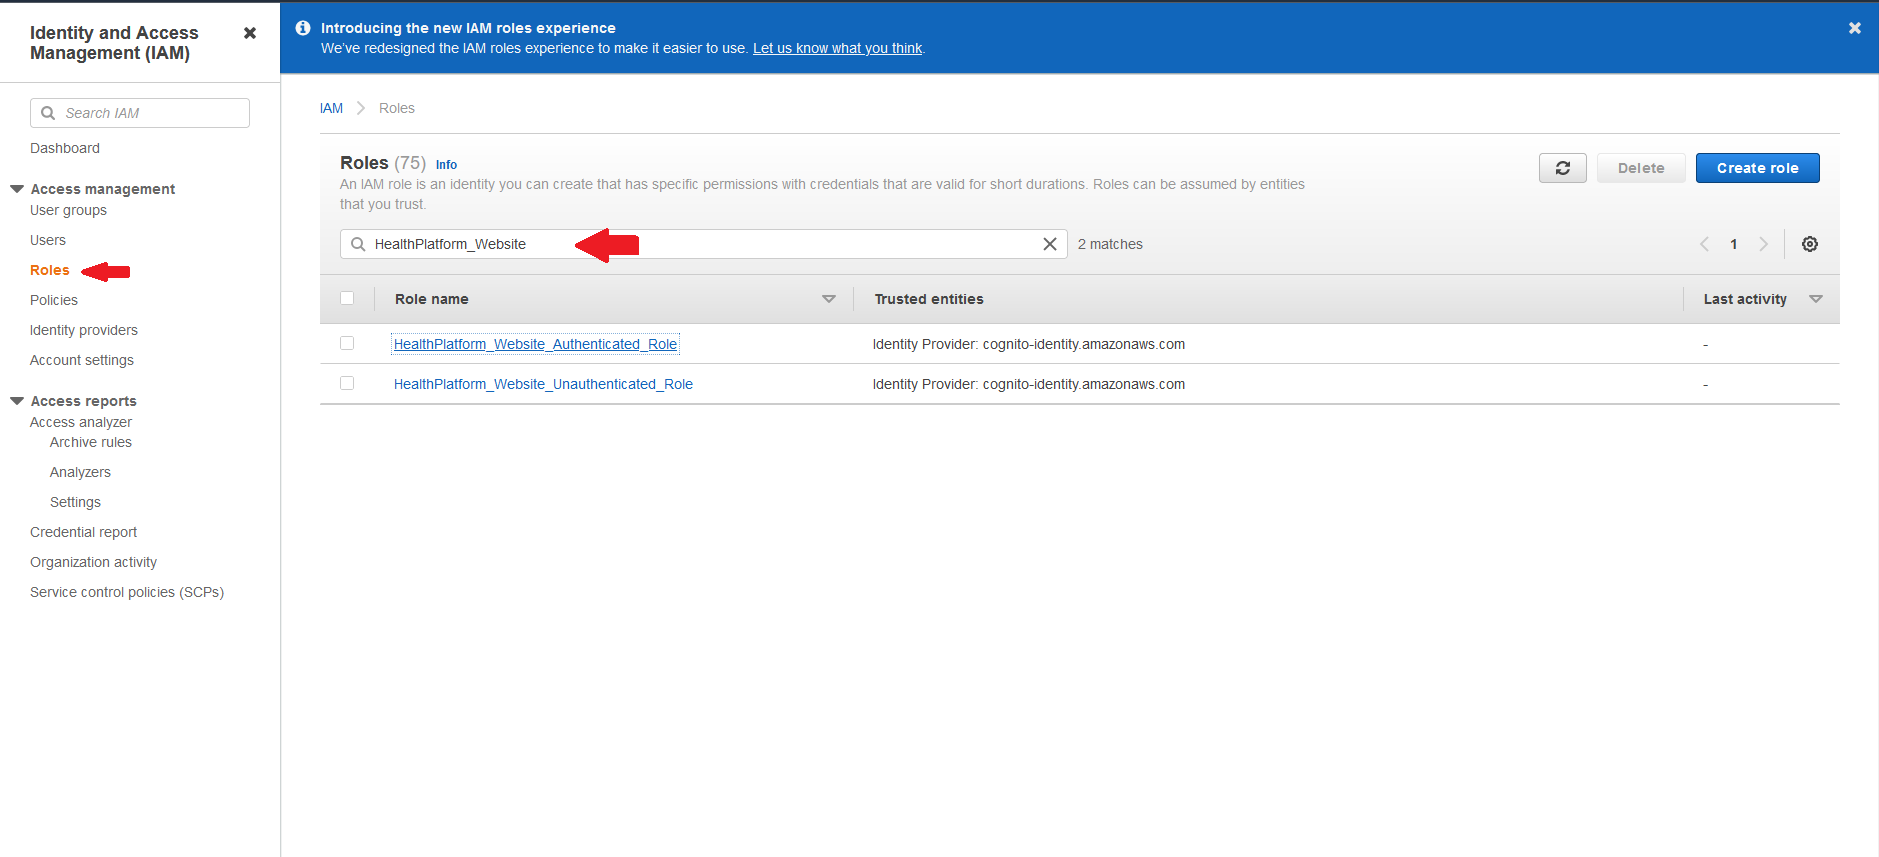 Identity and Access
Management (IAM)
Search IAM
Dashboard
Access management
User groups
Users
Roles
Policies
Identity providers
Account settings
Access reports
Access analyzer
Archive rules
Analyzers
Settings
Credential report
Organization activity
Service control policies (SCPs)
Introducing the new IAM roles experience
We've redesigned the IAM roles experience to make it easier to use. Let us know what you think.
IAM Roles
Roles (75) Info
An IAM role is an identity you can create that has specific permissions with credentials that are valid for short durations. Roles can be assumed by entities
that you trust.
Delete Create role
HealthPlatform_Website 2 matches 1
Role name Trusted entities Last activity
HealthPlatform_Website_Authenticated_Role Identity Provider: cognito-identity.amazonaws.com -
HealthPlatform_Website_Unauthenticated_Role Identity Provider: cognito-identity.amazonaws.com -